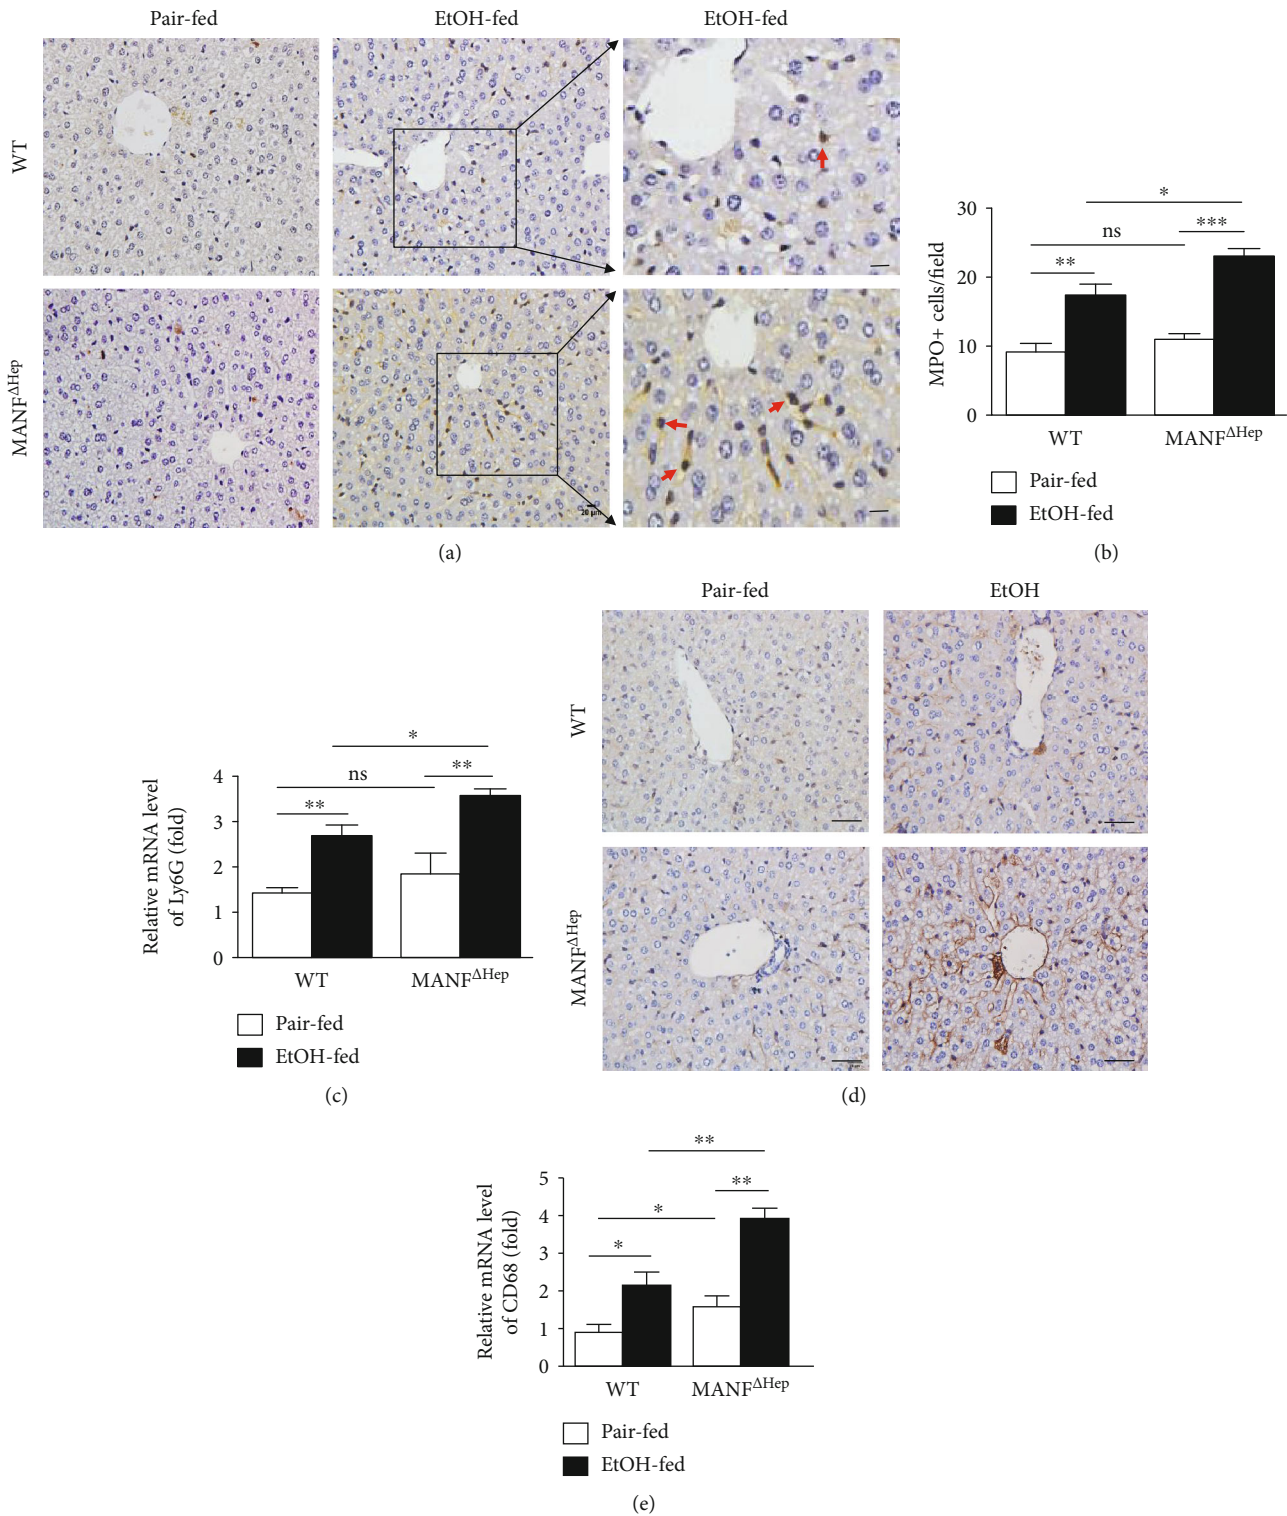 Pair-fed EtOH-fed EtOH-fed
WT
MANF^ΔHep
20 μm
(a)
MPO+ cells/field
30
20
10
0
*
ns
***
**
WT MANF^ΔHep
Pair-fed
EtOH-fed
(b)
Relative mRNA level
of Ly6G (fold)
4
3
2
1
0
*
ns
**
**
WT MANF^ΔHep
Pair-fed
EtOH-fed
(c)
Pair-fed EtOH
WT
MANF^ΔHep
(d)
Relative mRNA level
of CD68 (fold)
5
4
3
2
1
0
**
**
*
*
WT MANF^ΔHep
Pair-fed
EtOH-fed
(e)